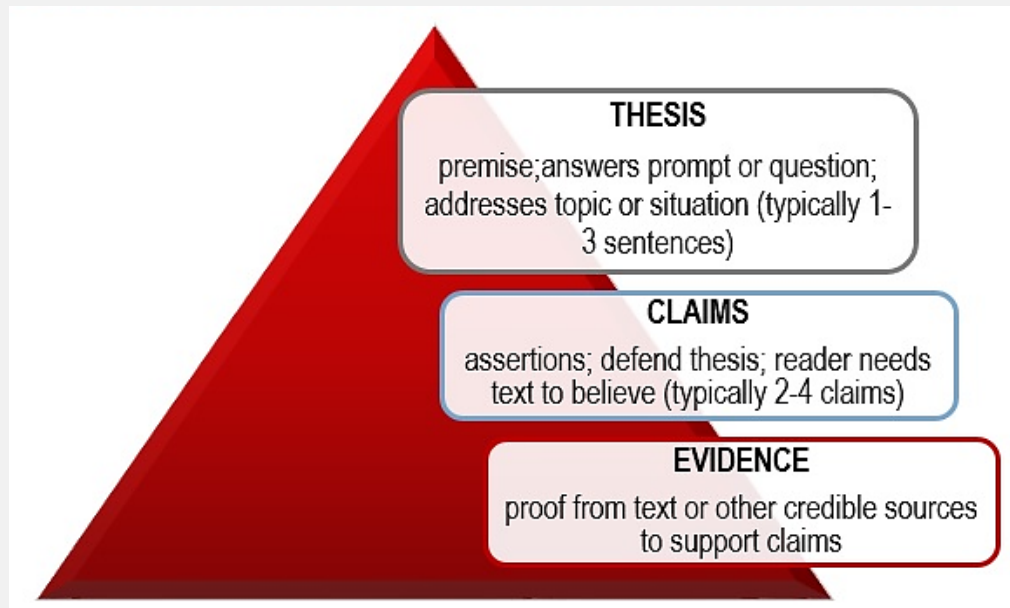 THESIS
premise;answers prompt or question;
addresses topic or situation (typically 1-
3 sentences)
CLAIMS
assertions; defend thesis; reader needs
text to believe (typically 2-4 claims)
EVIDENCE
proof from text or other credible sources
to support claims